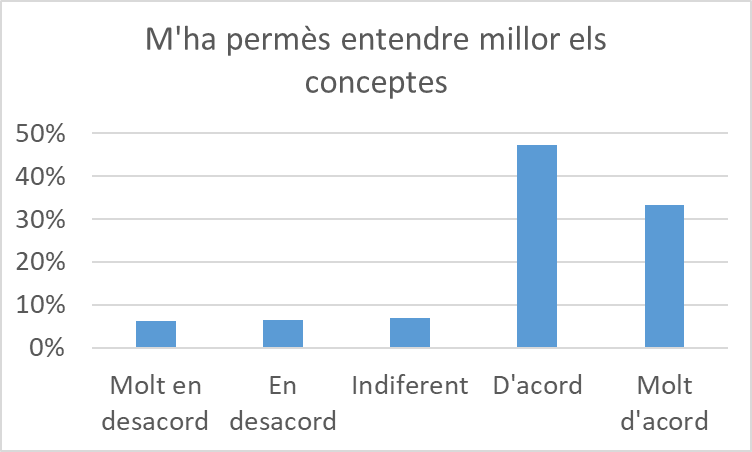 M'ha permès entendre millor els
conceptes
50%
40%
30%
20%
10%
0%
Molt en
desacord
En
desacord
Indiferent
D'acord
Molt
d'acord